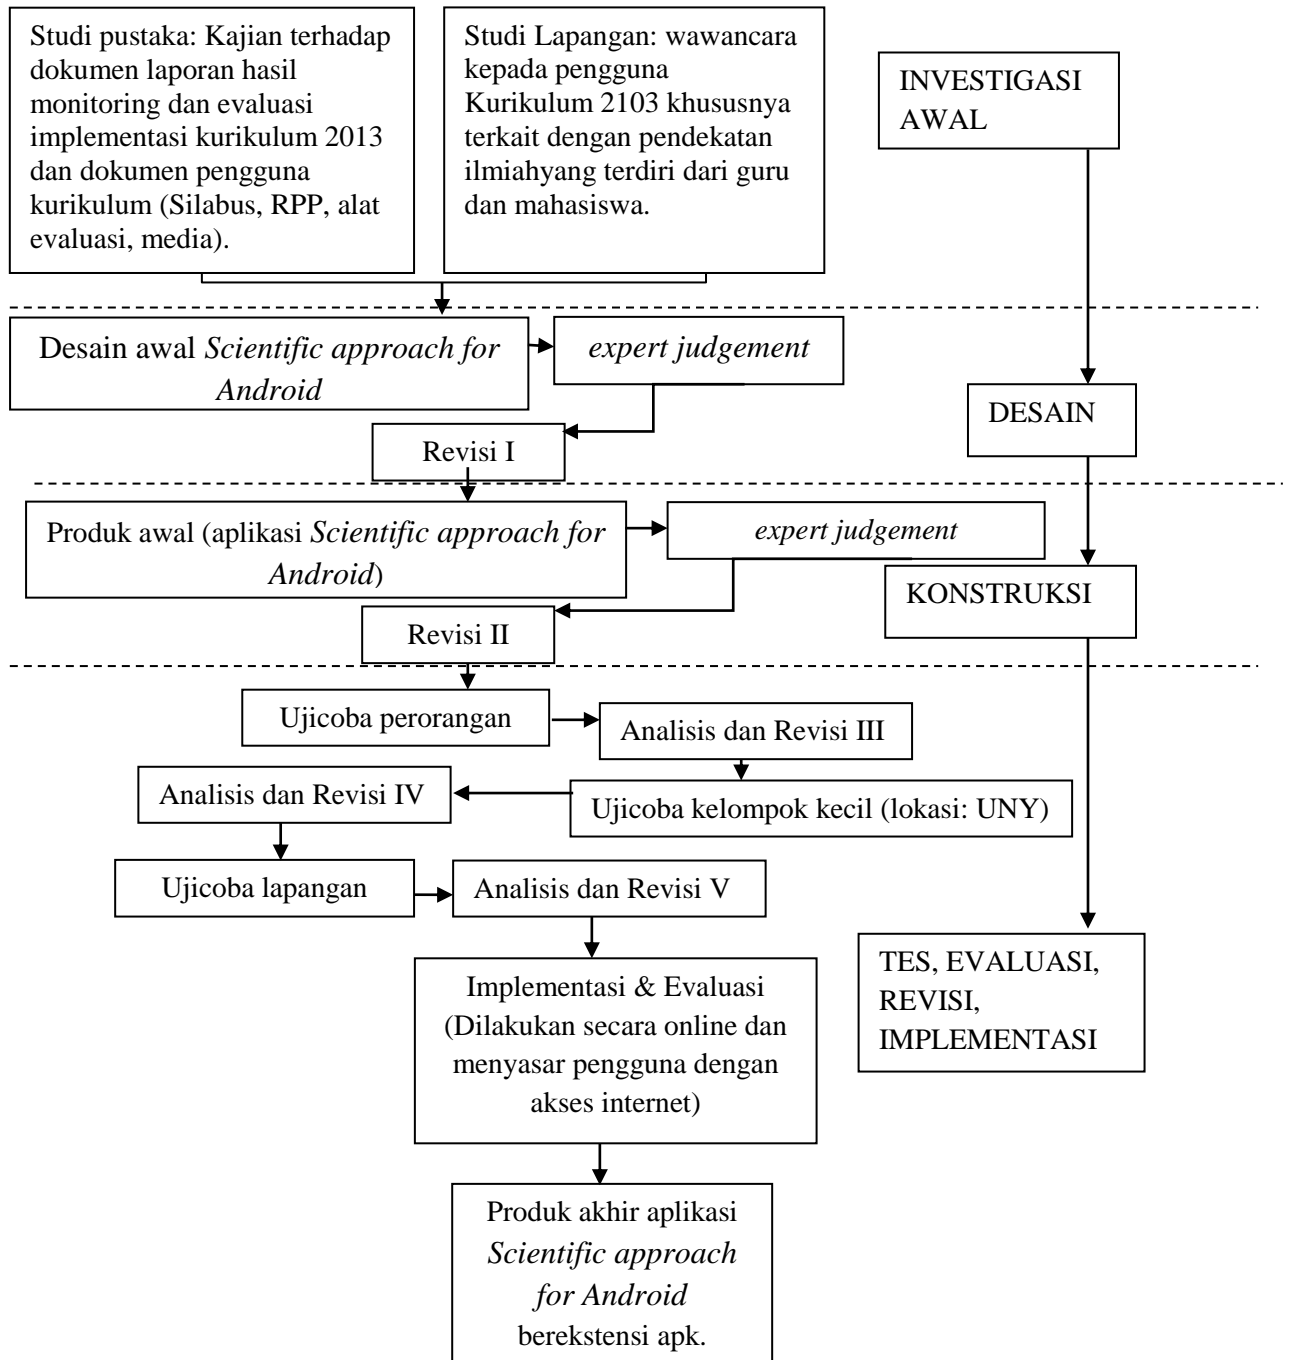 Studi pustaka: Kajian terhadap
dokumen laporan hasil
monitoring dan evaluasi
implementasi kurikulum 2013
dan dokumen pengguna
kurikulum (Silabus, RPP, alat
evaluasi, media).
Studi Lapangan: wawancara
kepada pengguna
Kurikulum 2103 khususnya
terkait dengan pendekatan
ilmiahyang terdiri dari guru
dan mahasiswa.
INVESTIGASI
AWAL
Desain awal Scientific approach for
Android
expert judgement
DESAIN
Revisi I
Produk awal (aplikasi Scientific approach for
Android)
expert judgement
KONSTRUKSI
Revisi II
Ujicoba perorangan
Analisis dan Revisi III
Ujicoba kelompok kecil (lokasi: UNY)
Analisis dan Revisi IV
Ujicoba lapangan
Analisis dan Revisi V
TES, EVALUASI,
REVISI,
IMPLEMENTASI
Implementasi & Evaluasi
(Dilakukan secara online dan
menyasar pengguna dengan
akses internet)
Produk akhir aplikasi
Scientific approach
for Android
berekstensi apk.